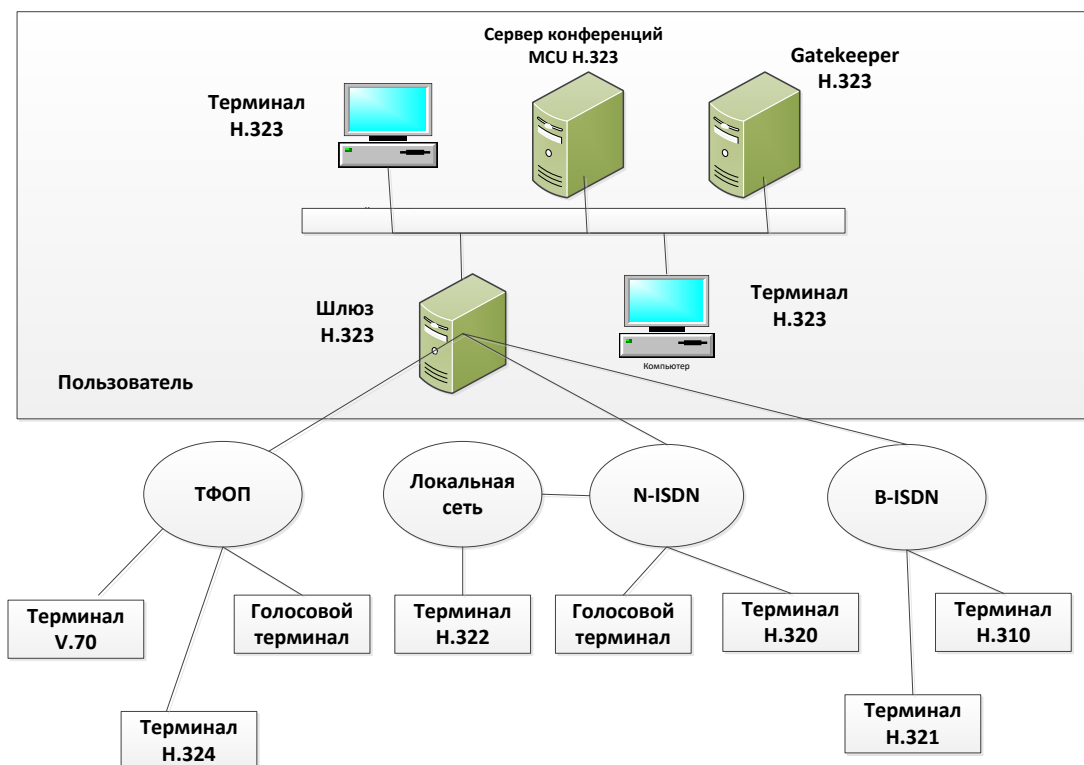 Сервер конференций
MCU H.323
Gatekeeper
H.323
Терминал
H.323
Шлюз
H.323
Терминал
H.323
Компьютер
Пользователь
ТФОП
Локальная
сеть
N-ISDN
B-ISDN
Терминал
V.70
Голосовой
терминал
Терминал
H.322
Голосовой
терминал
Терминал
H.320
Терминал
H.310
Терминал
H.324
Терминал
H.321